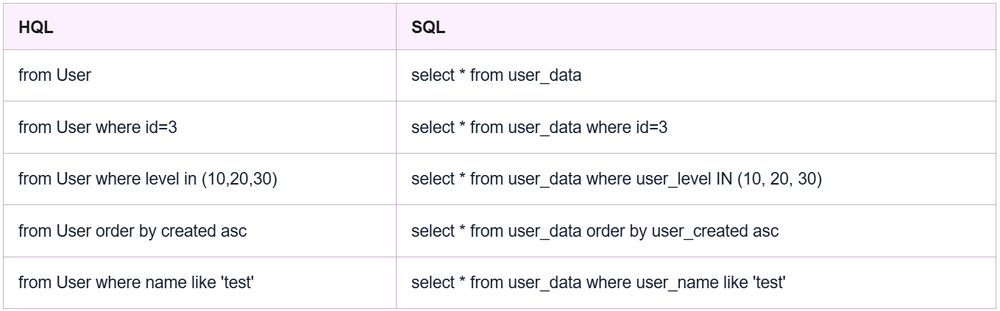 HQL SQL
from User select * from user_data
from User where id=3 select * from user_data where id=3
from User where level in (10,20,30) select * from user_data where user_level IN (10, 20, 30)
from User order by created asc select * from user_data order by user_created asc
from User where name like 'test' select * from user_data where user_name like 'test'